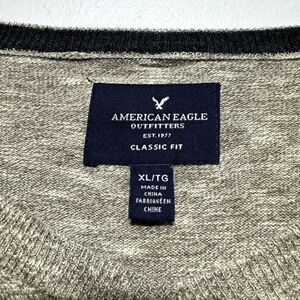 AMERICAN EAGLE
OUTFITTERS
EST. 1977
CLASSIC FIT
XL/TG
MADE IN
CHINA
FABRIQUÉ EN
CHINE